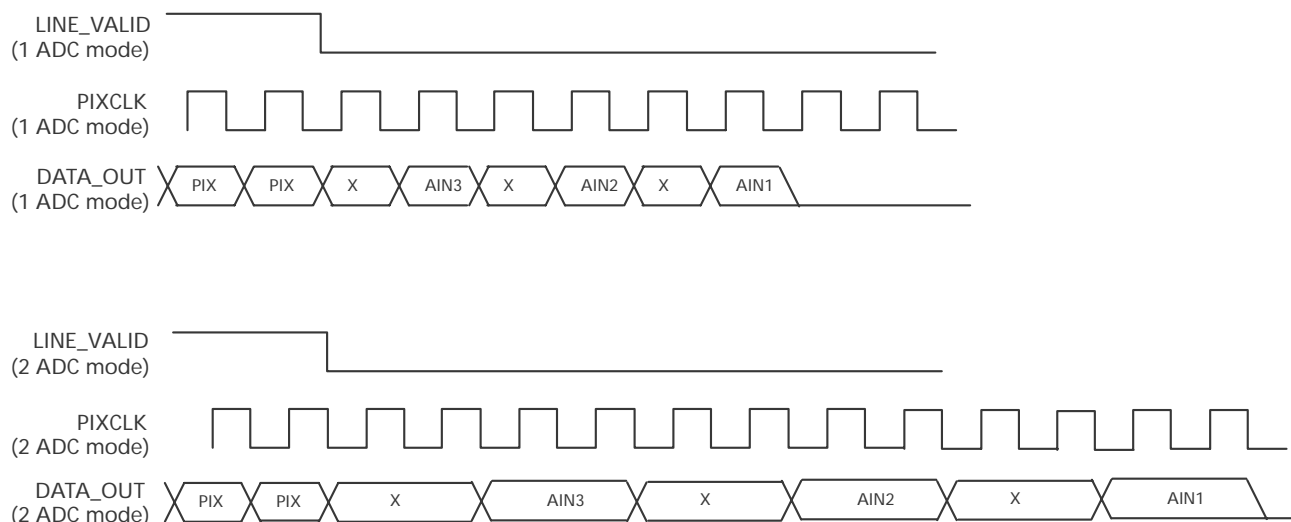 LINE_VALID
(1 ADC mode)
PIXCLK
(1 ADC mode)
DATA_OUT
(1 ADC mode)
PIX PIX X AIN3 X AIN2 X AIN1
LINE_VALID
(2 ADC mode)
PIXCLK
(2 ADC mode)
DATA_OUT
(2 ADC mode)
PIX PIX X AIN3 X AIN2 X AIN1